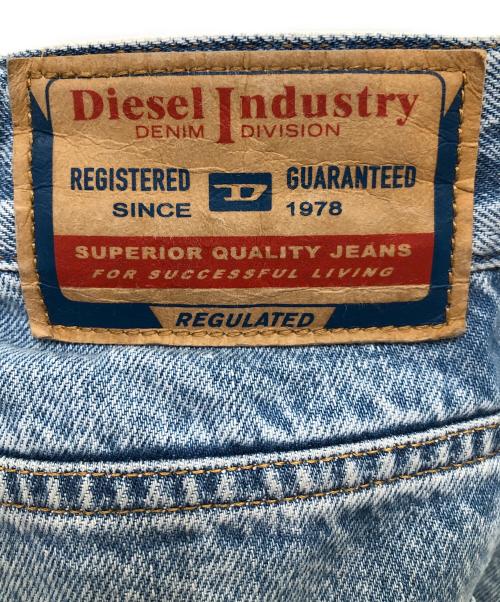 Diesel Industry
DENIM DIVISION
REGISTERED D GUARANTEED
SINCE 1978
SUPERIOR QUALITY JEANS
FOR SUCCESSFUL LIVING
REGULATED